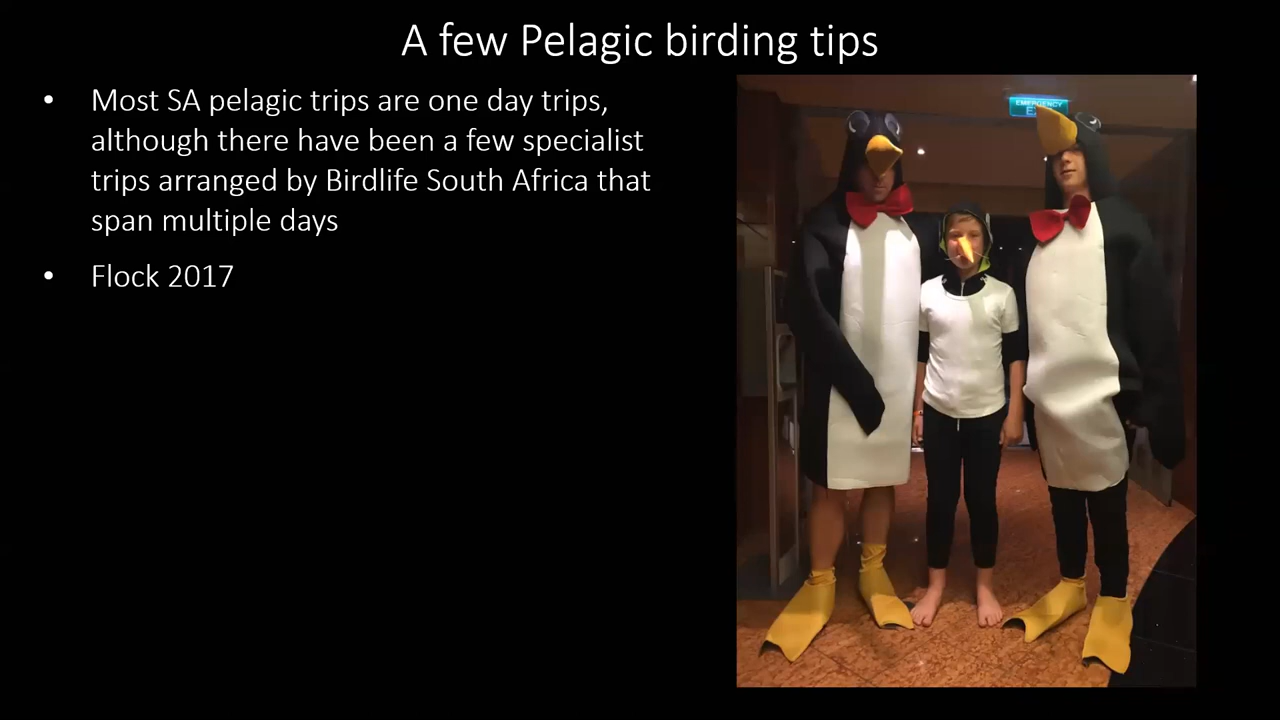 A few Pelagic birding tips
• Most SA pelagic trips are one day trips,
although there have been a few specialist
trips arranged by Birdlife South Africa that
span multiple days
• Flock 2017
EMERGENCY